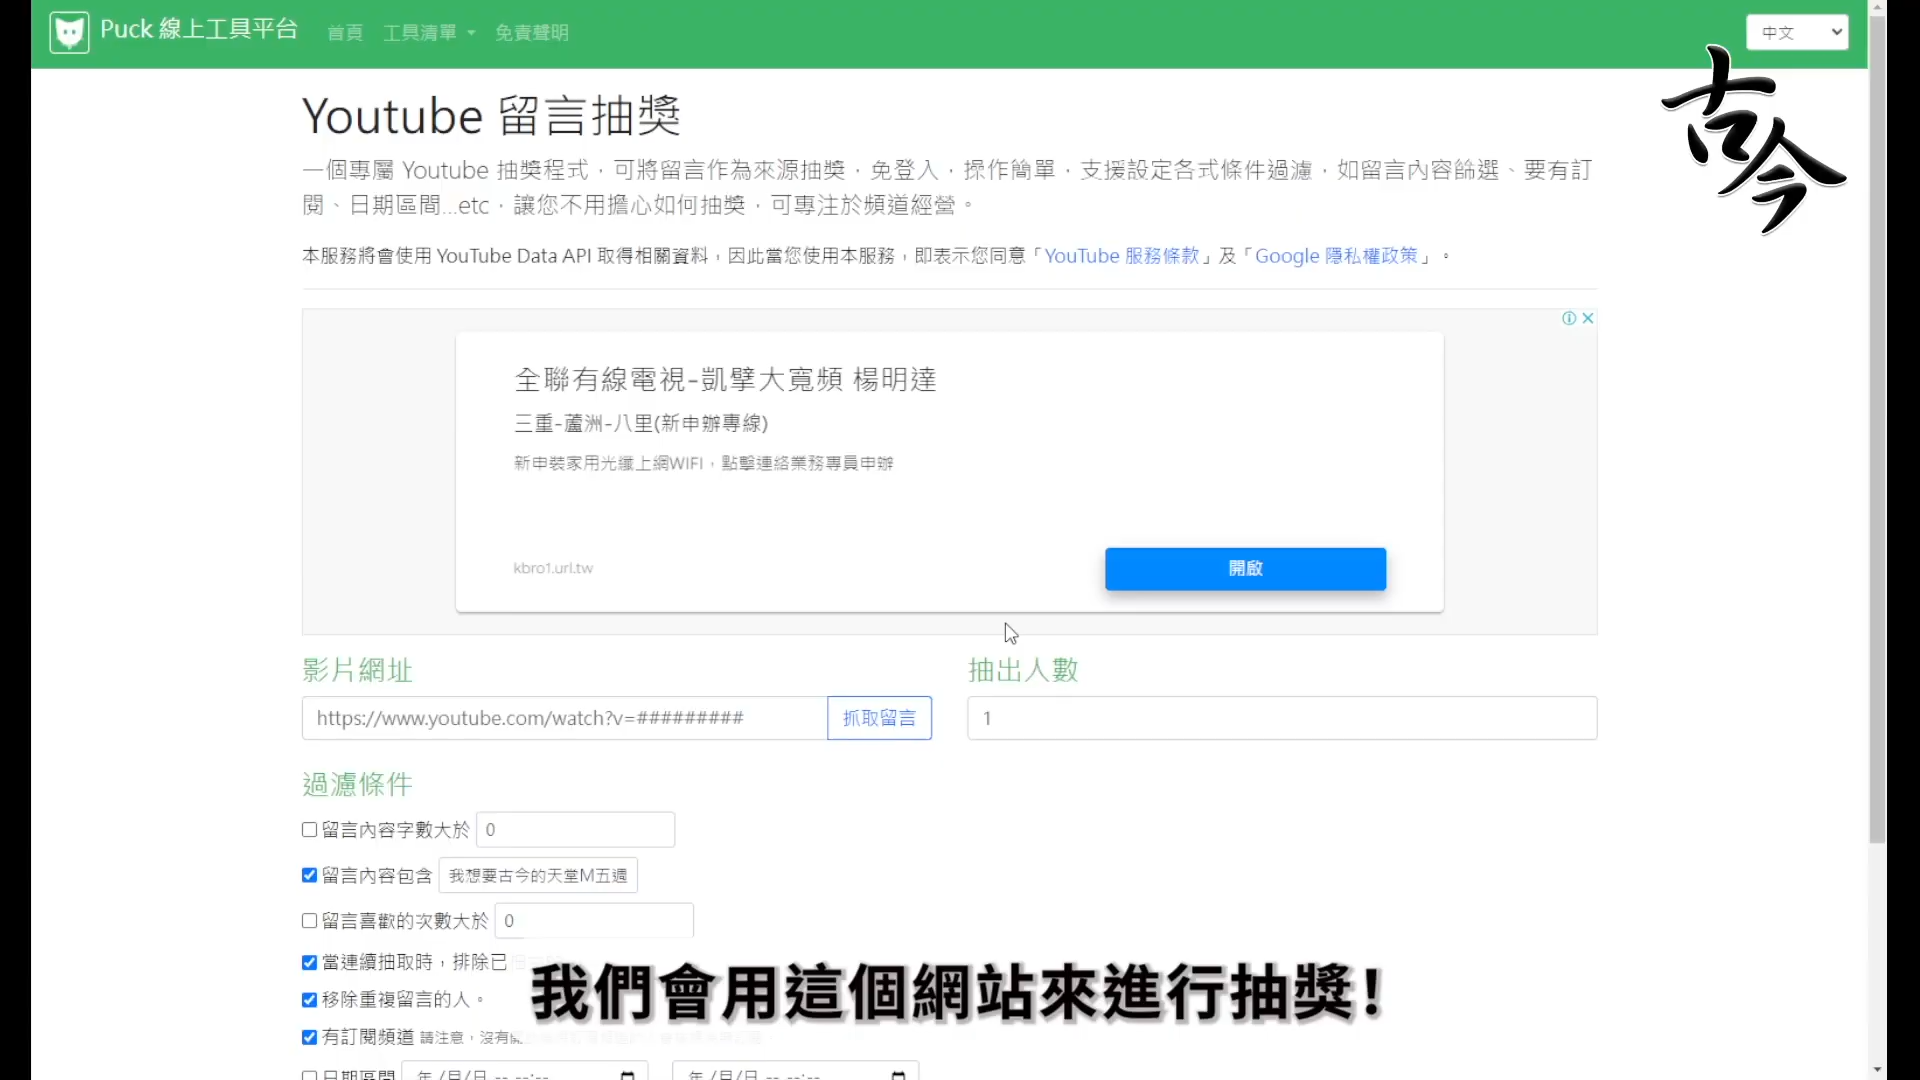 Puck 線上工具平台
首頁 工具清單 免責聲明
中文
古今
Youtube 留言抽獎
一個專屬 Youtube 抽獎程式，可將留言作為來源抽獎，免登入，操作簡單，支援設定各式條件過濾，如留言內容篩選、要有訂
閱、日期區間...etc，讓您不用擔心如何抽獎，可專注於頻道經營。
本服務將會使用 YouTube Data API 取得相關資料，因此當您使用本服務，即表示您同意「YouTube 服務條款」及「Google 隱私權政策」。
全聯有線電視-凱擘大寬頻 楊明達
三重-蘆洲-八里(新申辦專線)
新申裝家用光纖上網WIFI，點擊連絡業務專員申辦
kbro1.url.tw
開啟
影片網址
抽出人數
https://www.youtube.com/watch?v=#########
抓取留言
1
過濾條件
留言內容字數大於 0
留言內容包含 我想要古今的天堂M五週
留言喜歡的次數大於 0
當連續抽取時，排除已
移除重複留言的人。
我們會用這個網站來進行抽獎！
有訂閱頻道 請注意，沒有
日期區間 年 /月/日 --:-- 年 /月/日 --:--